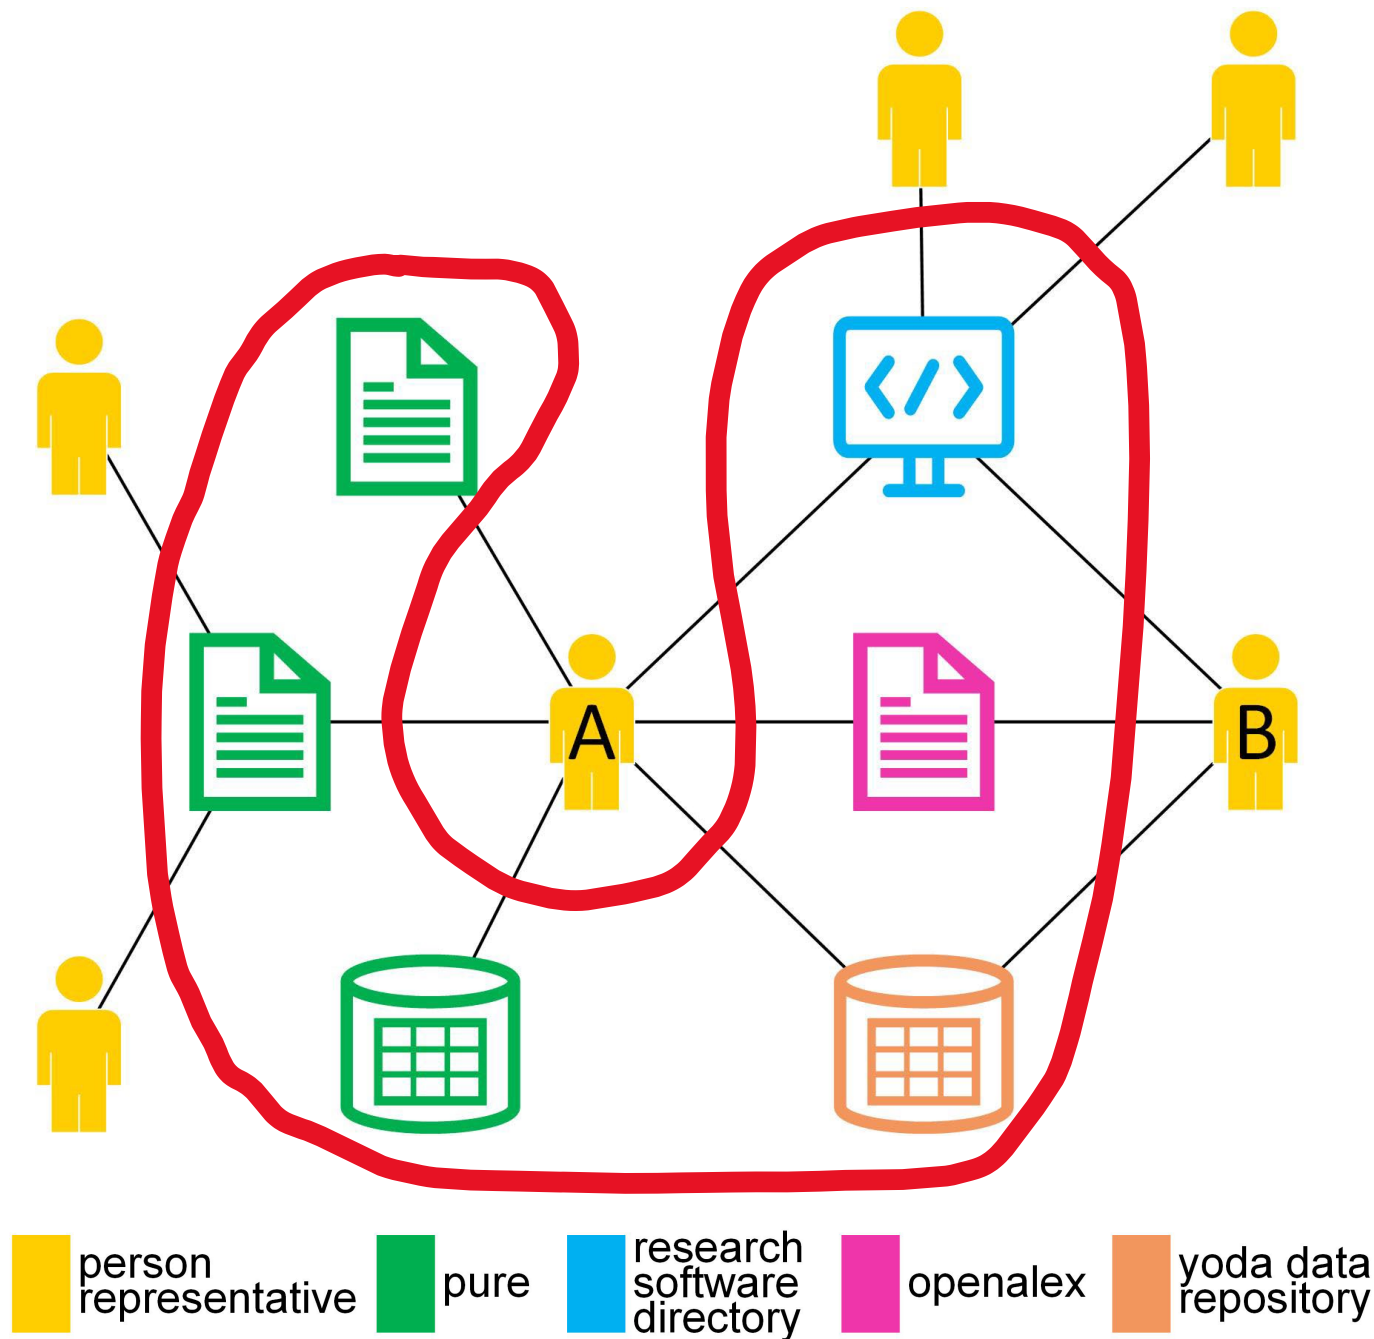 </>
A
B
person
representative
pure
research
software
directory
openalex
yoda data
repository